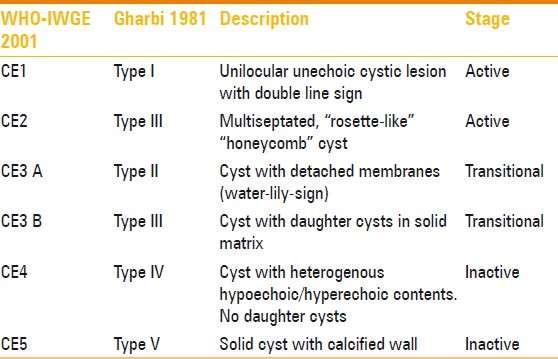 WHO-IWGE Gharbi 1981 Description Stage
2001
CE1 Type I Unilocular unechoic cystic lesion Active
with double line sign
CE2 Type III Multiseptated, “rosette-like” Active
“honeycomb” cyst
CE3 A Type II Cyst with detached membranes Transitional
(water-lily-sign)
CE3 B Type III Cyst with daughter cysts in solid Transitional
matrix
CE4 Type IV Cyst with heterogenous Inactive
hypoechoic/hyperechoic contents.
No daughter cysts
CE5 Type V Solid cyst with calcified wall Inactive